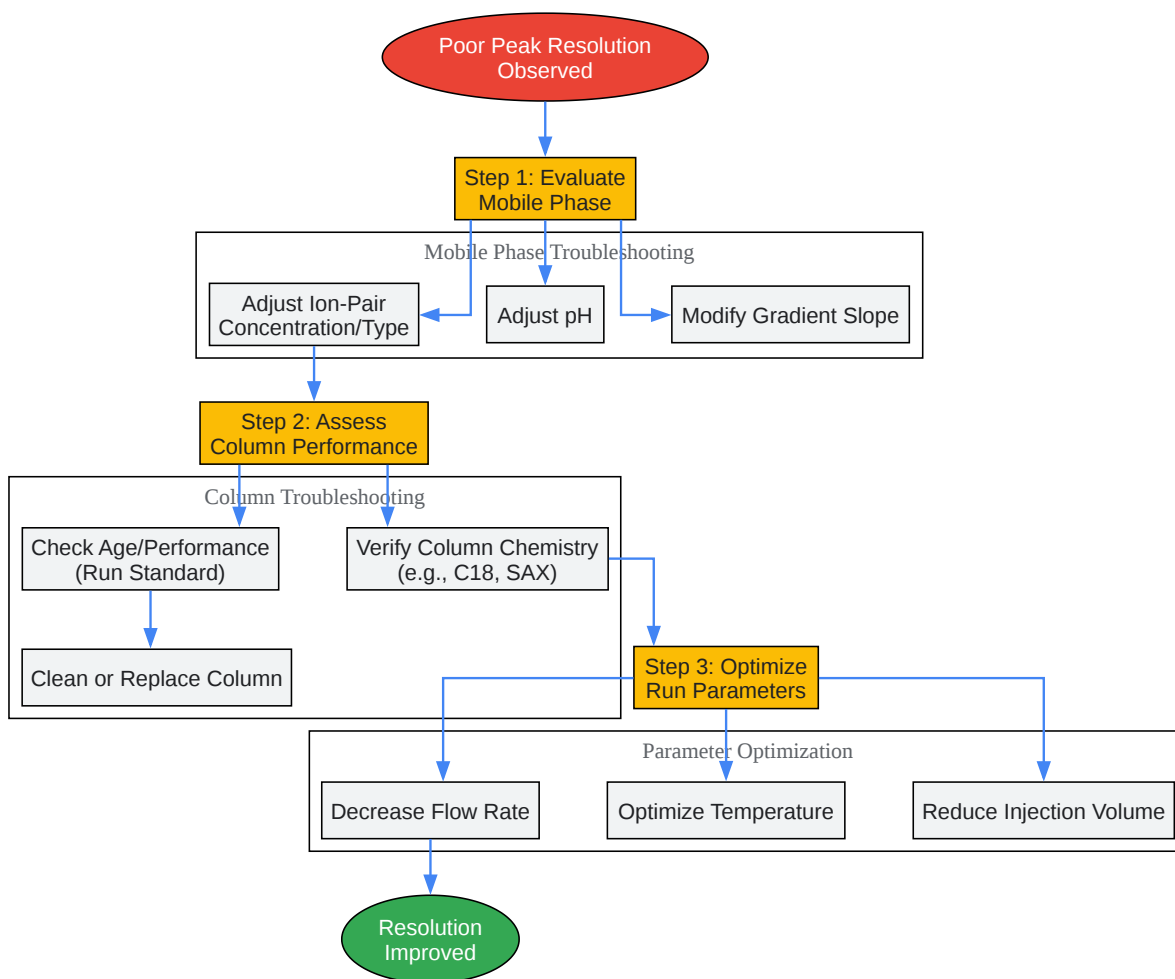 Poor Peak Resolution
Observed
Step 1: Evaluate
Mobile Phase
Mobile Phase Troubleshooting
Adjust Ion-Pair
Concentration/Type
Adjust pH
Modify Gradient Slope
Step 2: Assess
Column Performance
Column Troubleshooting
Check Age/Performance
(Run Standard)
Verify Column Chemistry
(e.g., C18, SAX)
Clean or Replace Column
Step 3: Optimize
Run Parameters
Parameter Optimization
Decrease Flow Rate
Optimize Temperature
Reduce Injection Volume
Resolution
Improved